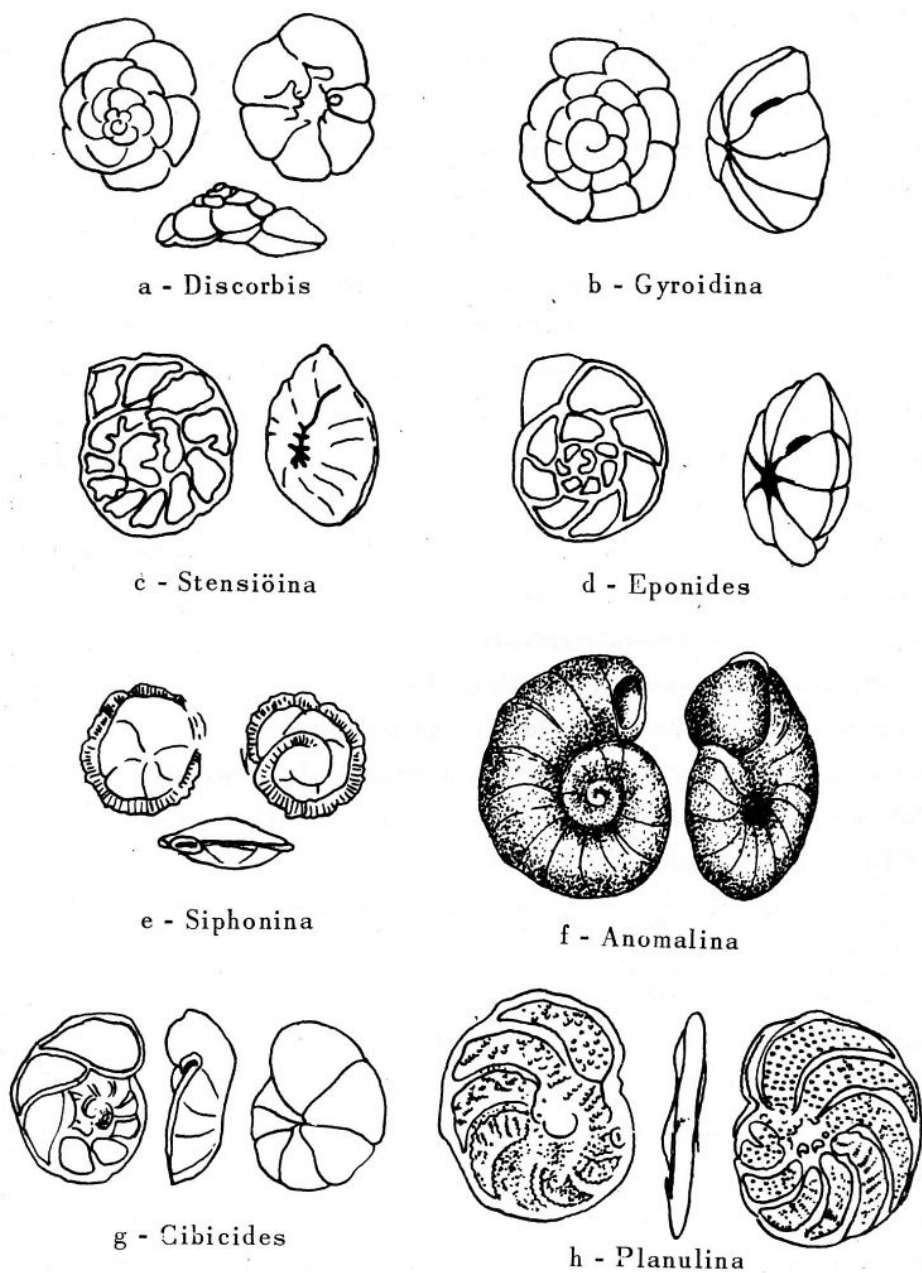 a - Discorbis
b - Gyroidina
c - Stensiöina
d - Eponides
e - Siphonina
f - Anomalina
g - Cibicides
h - Planulina